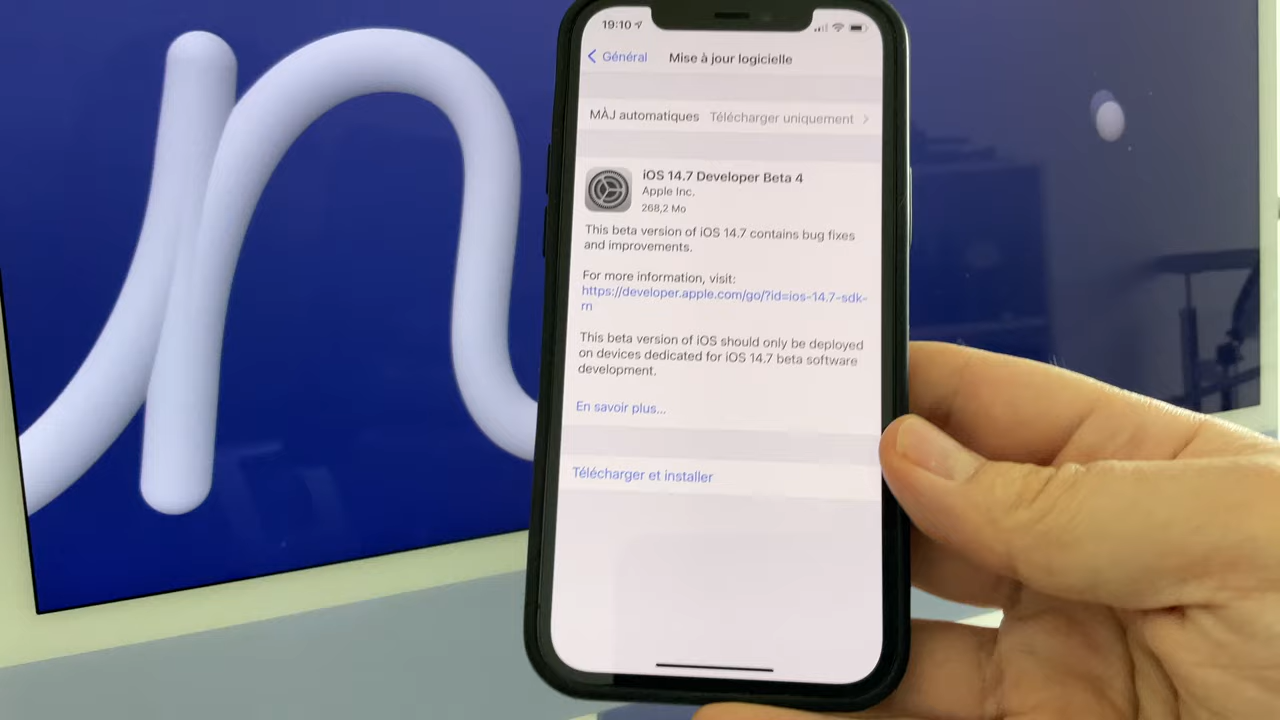 19:10
Général Mise à jour logicielle
MÀJ automatiques Télécharger uniquement
iOS 14.7 Developer Beta 4
Apple Inc.
268,2 Mo
This beta version of iOS 14.7 contains bug fixes
and improvements.
For more information, visit:
https://developer.apple.com/go/?id=ios-14.7-sdk-
rn
This beta version of iOS should only be deployed
on devices dedicated for iOS 14.7 beta software
development.
En savoir plus...
Télécharger et installer